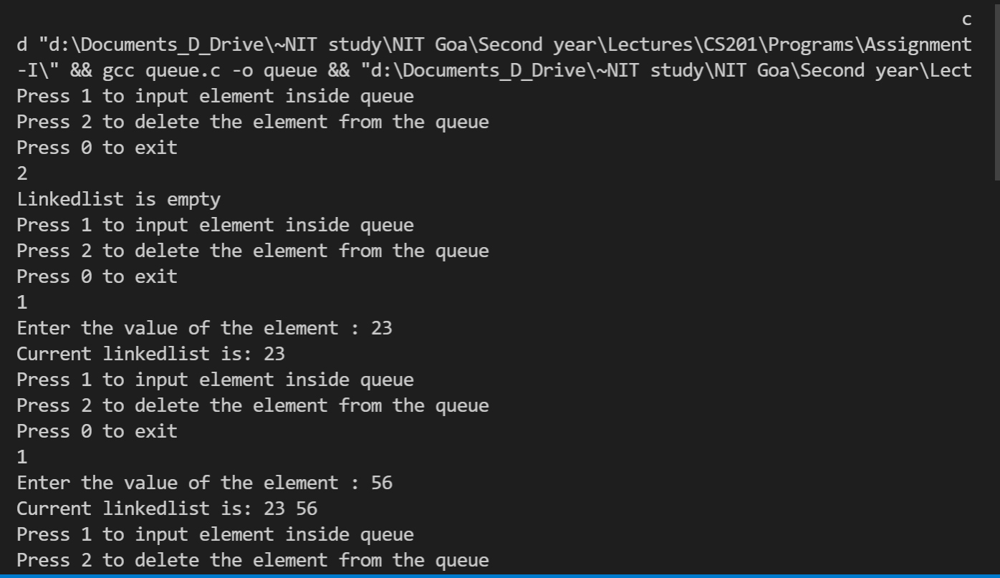 c
d "d:\Documents_D_Drive\~NIT study\NIT Goa\Second year\Lectures\CS201\Programs\Assignment
-I\" && gcc queue.c -o queue && "d:\Documents_D_Drive\~NIT study\NIT Goa\Second year\Lect
Press 1 to input element inside queue
Press 2 to delete the element from the queue
Press 0 to exit
2
Linkedlist is empty
Press 1 to input element inside queue
Press 2 to delete the element from the queue
Press 0 to exit
1
Enter the value of the element : 23
Current linkedlist is: 23
Press 1 to input element inside queue
Press 2 to delete the element from the queue
Press 0 to exit
1
Enter the value of the element : 56
Current linkedlist is: 23 56
Press 1 to input element inside queue
Press 2 to delete the element from the queue